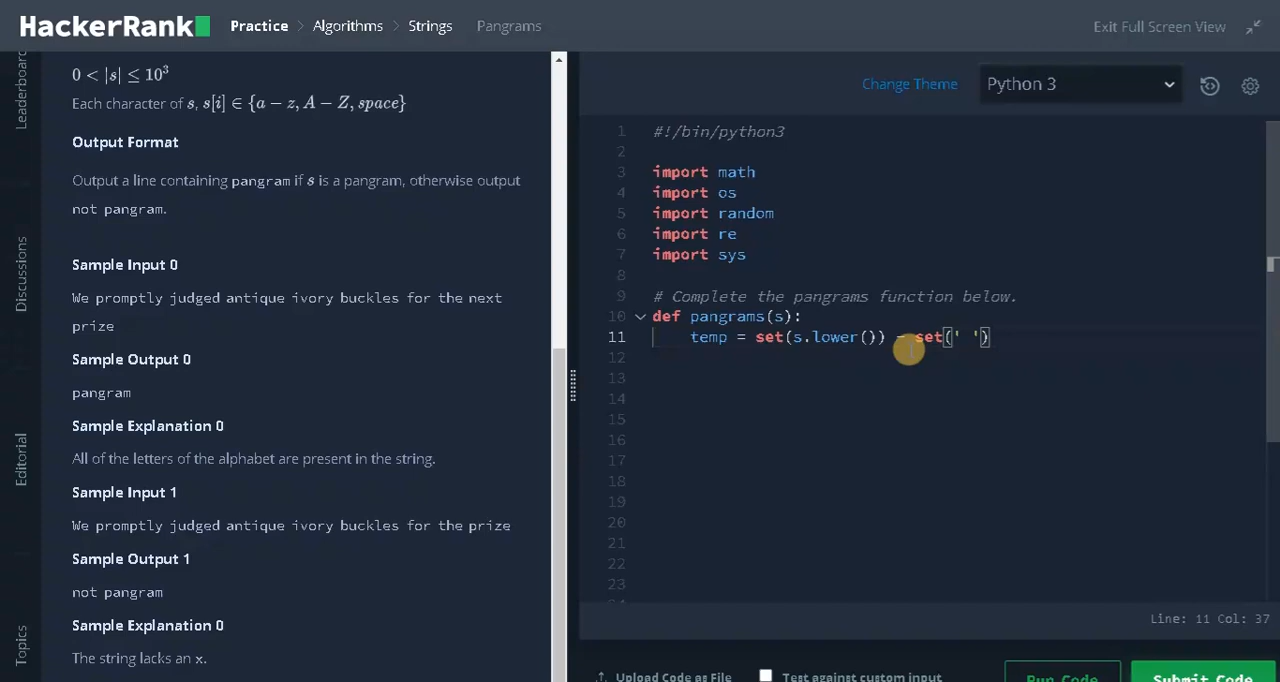 HackerRank Practice > Algorithms > Strings > Pangrams Exit Full Screen View
Leaderboard
Discussions
Editorial
Topics
0 < |s| ≤ 10³
Each character of s, s[i] ∈ {a − z, A − Z, space}
Output Format
Output a line containing pangram if s is a pangram, otherwise output
not pangram.
Sample Input 0
We promptly judged antique ivory buckles for the next
prize
Sample Output 0
pangram
Sample Explanation 0
All of the letters of the alphabet are present in the string.
Sample Input 1
We promptly judged antique ivory buckles for the prize
Sample Output 1
not pangram
Sample Explanation 0
The string lacks an x.
Change Theme Python 3
1 #!/bin/python3
2
3 import math
4 import os
5 import random
6 import re
7 import sys
8
9 # Complete the pangrams function below.
10 def pangrams(s):
11 temp = set(s.lower()) - set(' ')
12
13
14
15
16
17
18
19
20
21
22
23
Line: 11 Col: 37
Upload Code as File Test against custom input Run Code Submit Code